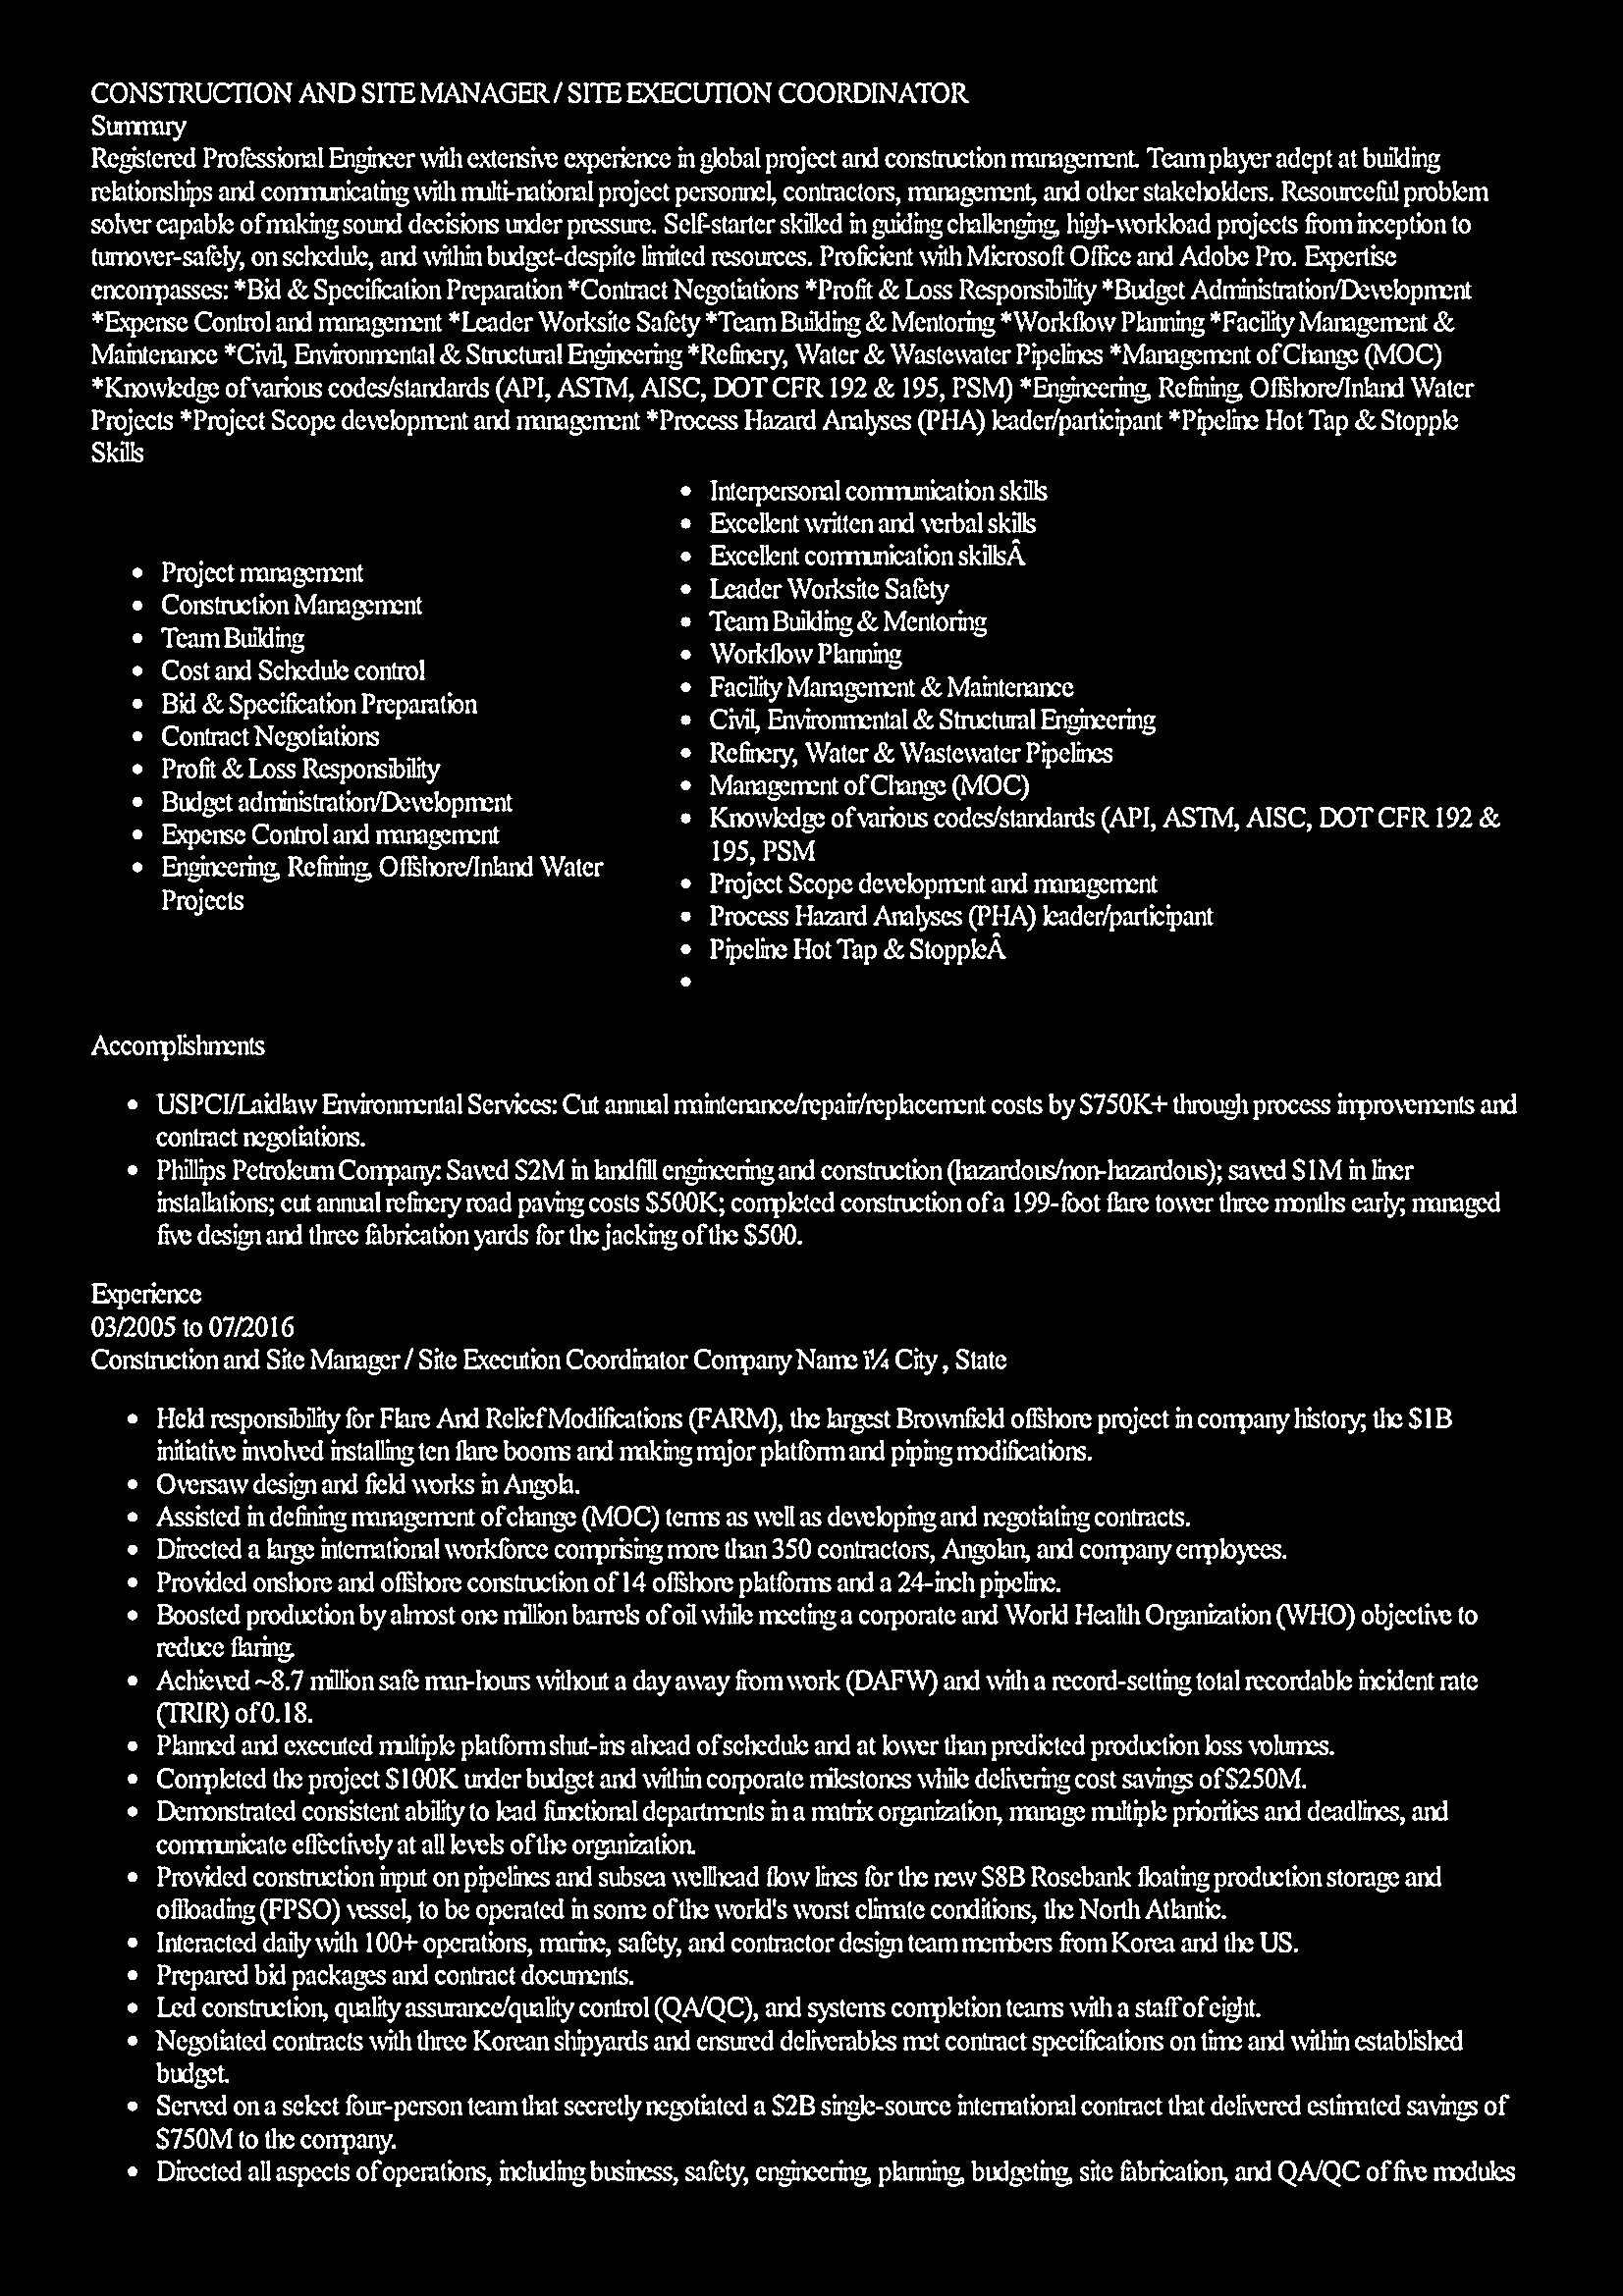 CONSTRUCTION AND SITE MANAGER / SITE EXECUTION COORDINATOR
Summary
Registered Professional Engineer with extensive experience in global project and construction management. Team player adept at building
relationships and communicating with multi-national project personnel, contractors, management, and other stakeholders. Resourceful problem
solver capable of making sound decisions under pressure. Self-starter skilled in guiding challenging, high-workload projects from inception to
turnover-safely, on schedule, and within budget-despite limited resources. Proficient with Microsoft Office and Adobe Pro. Expertise
encompasses: *Bid & Specification Preparation *Contract Negotiations *Profit & Loss Responsibility *Budget Administration/Development
*Expense Control and management *Leader Worksite Safety *Team Building & Mentoring *Workflow Planning *Facility Management &
Maintenance *Civil, Environmental & Structural Engineering *Refinery, Water & Wastewater Pipelines *Management of Change (MOC)
*Knowledge of various codes/standards (API, ASTM, AISC, DOT CFR 192 & 195, PSM) *Engineering, Refining, Offshore/Inland Water
Projects *Project Scope development and management *Process Hazard Analyses (PHA) leader/participant *Pipeline Hot Tap & Stopple
Skills
• Project management
• Construction Management
• Team Building
• Cost and Schedule control
• Bid & Specification Preparation
• Contract Negotiations
• Profit & Loss Responsibility
• Budget administration/Development
• Expense Control and management
• Engineering, Refining, Offshore/Inland Water
Projects
• Interpersonal communication skills
• Excellent written and verbal skills
• Excellent communication skillsÂ
• Leader Worksite Safety
• Team Building & Mentoring
• Workflow Planning
• Facility Management & Maintenance
• Civil, Environmental & Structural Engineering
• Refinery, Water & Wastewater Pipelines
• Management of Change (MOC)
• Knowledge of various codes/standards (API, ASTM, AISC, DOT CFR 192 &
195, PSM
• Project Scope development and management
• Process Hazard Analyses (PHA) leader/participant
• Pipeline Hot Tap & StoppleÂ
•
Accomplishments
• USPCI/Laidlaw Environmental Services: Cut annual maintenance/repair/replacement costs by $750K+ through process improvements and
contract negotiations.
• Phillips Petroleum Company: Saved $2M in landfill engineering and construction (hazardous/non-hazardous); saved $1M in liner
installations; cut annual refinery road paving costs $500K; completed construction of a 199-foot flare tower three months early; managed
five design and three fabrication yards for the jacking of the $500.
Experience
03/2005 to 07/2016
Construction and Site Manager / Site Execution Coordinator Company Name ï¼ City , State
• Held responsibility for Flare And Relief Modifications (FARM), the largest Brownfield offshore project in company history; the $1B
initiative involved installing ten flare booms and making major platform and piping modifications.
• Oversaw design and field works in Angola.
• Assisted in defining management of change (MOC) terms as well as developing and negotiating contracts.
• Directed a large international workforce comprising more than 350 contractors, Angolan, and company employees.
• Provided onshore and offshore construction of 14 offshore platforms and a 24-inch pipeline.
• Boosted production by almost one million barrels of oil while meeting a corporate and World Health Organization (WHO) objective to
reduce flaring.
• Achieved ~8.7 million safe man-hours without a day away from work (DAFW) and with a record-setting total recordable incident rate
(TRIR) of 0.18.
• Planned and executed multiple platform shut-ins ahead of schedule and at lower than predicted production loss volumes.
• Completed the project $100K under budget and within corporate milestones while delivering cost savings of $250M.
• Demonstrated consistent ability to lead functional departments in a matrix organization, manage multiple priorities and deadlines, and
communicate effectively at all levels of the organization.
• Provided construction input on pipelines and subsea wellhead flow lines for the new $8B Rosebank floating production storage and
offloading (FPSO) vessel, to be operated in some of the world's worst climate conditions, the North Atlantic.
• Interacted daily with 100+ operations, marine, safety, and contractor design team members from Korea and the US.
• Prepared bid packages and contract documents.
• Led construction, quality assurance/quality control (QA/QC), and systems completion teams with a staff of eight.
• Negotiated contracts with three Korean shipyards and ensured deliverables met contract specifications on time and within established
budget.
• Served on a select four-person team that secretly negotiated a $2B single-source international contract that delivered estimated savings of
$750M to the company.
• Directed all aspects of operations, including business, safety, engineering, planning, budgeting, site fabrication, and QA/QC of five modules